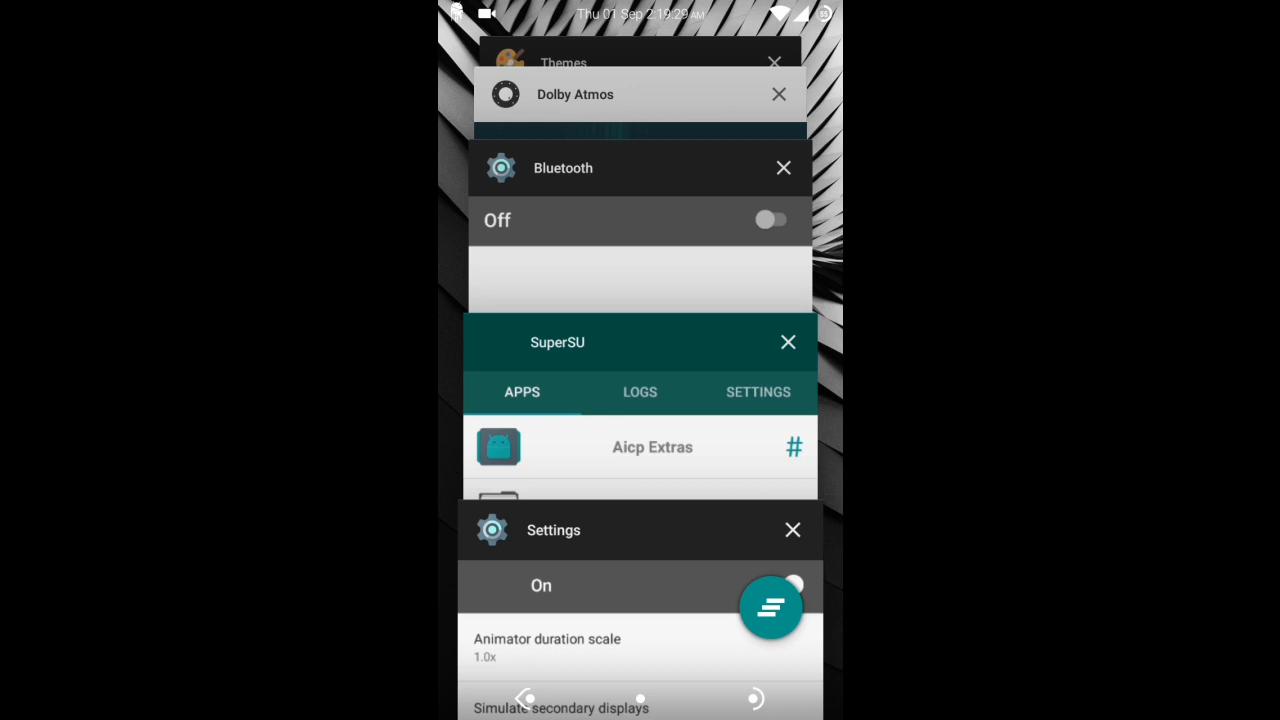 Thu 01 Sep 2:19:29 AM
55
Themes
Dolby Atmos
Bluetooth
Off
SuperSU
APPS LOGS SETTINGS
Aicp Extras #
Settings
On
Animator duration scale
1.0x
Simulate secondary displays